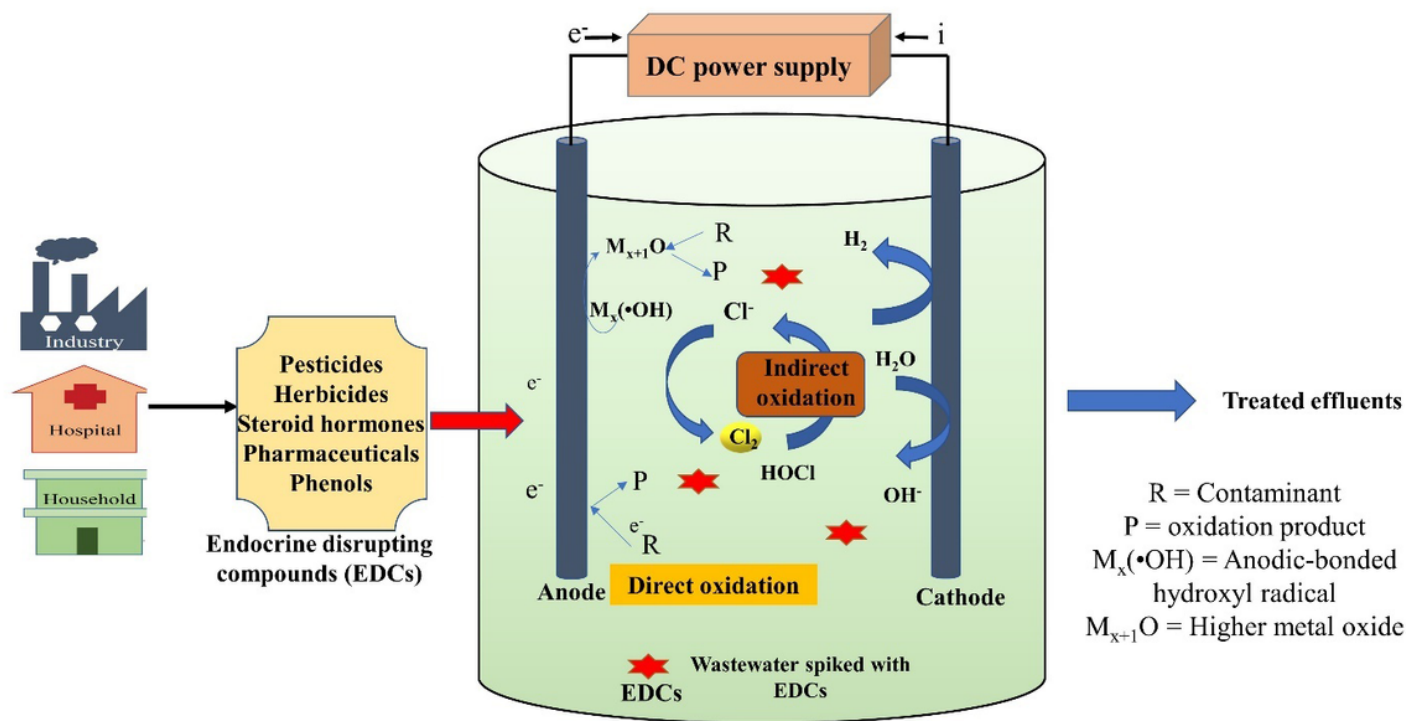 e-
i
DC power supply
Mx+1O
R
P
Mx(•OH)
Cl-
H2
H2O
Indirect
oxidation
Cl2
HOCl
OH-
e-
e-
P
e-
R
Anode
Direct oxidation
Cathode
EDCs
Wastewater spiked with
EDCs
Industry
Hospital
Household
Pesticides
Herbicides
Steroid hormones
Pharmaceuticals
Phenols
Endocrine disrupting
compounds (EDCs)
Treated effluents
R = Contaminant
P = oxidation product
Mx(•OH) = Anodic-bonded
hydroxyl radical
Mx+1O = Higher metal oxide